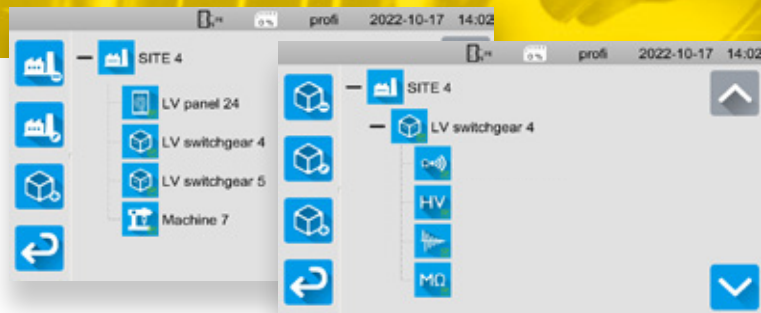 profi 2022-10-17 14:02
SITE 4
LV panel 24
LV switchgear 4
LV switchgear 5
Machine 7
profi 2022-10-17 14:02
SITE 4
LV switchgear 4
HV
MΩ